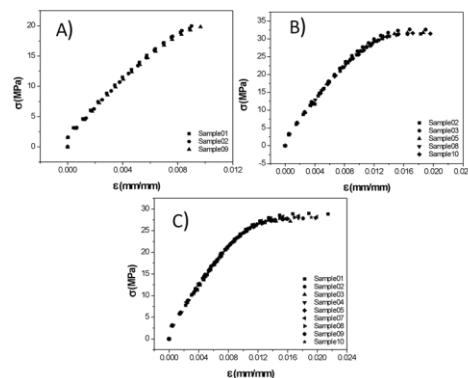 A)
σ(MPa)
20
15
10
5
0
0.000 0.004 0.008 0.012
ε(mm/mm)
Sample01
Sample02
Sample09
B)
σ(MPa)
35
30
25
20
15
10
5
0
-5
0.000 0.004 0.008 0.012 0.016 0.020 0.024
ε(mm/mm)
Sample02
Sample03
Sample05
Sample08
Sample10
C)
σ(MPa)
30
25
20
15
10
5
0
0.000 0.004 0.008 0.012 0.016 0.020 0.024
ε(mm/mm)
Sample01
Sample02
Sample03
Sample04
Sample05
Sample07
Sample08
Sample09
Sample10